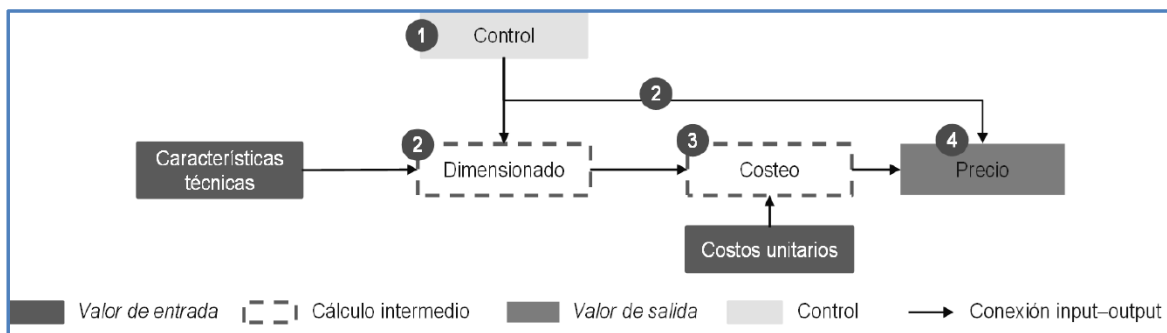 1 Control
2
Características
técnicas
2 Dimensionado
3 Costeo
4 Precio
Costos unitarios
Valor de entrada
Cálculo intermedio
Valor de salida
Control
Conexión input–output